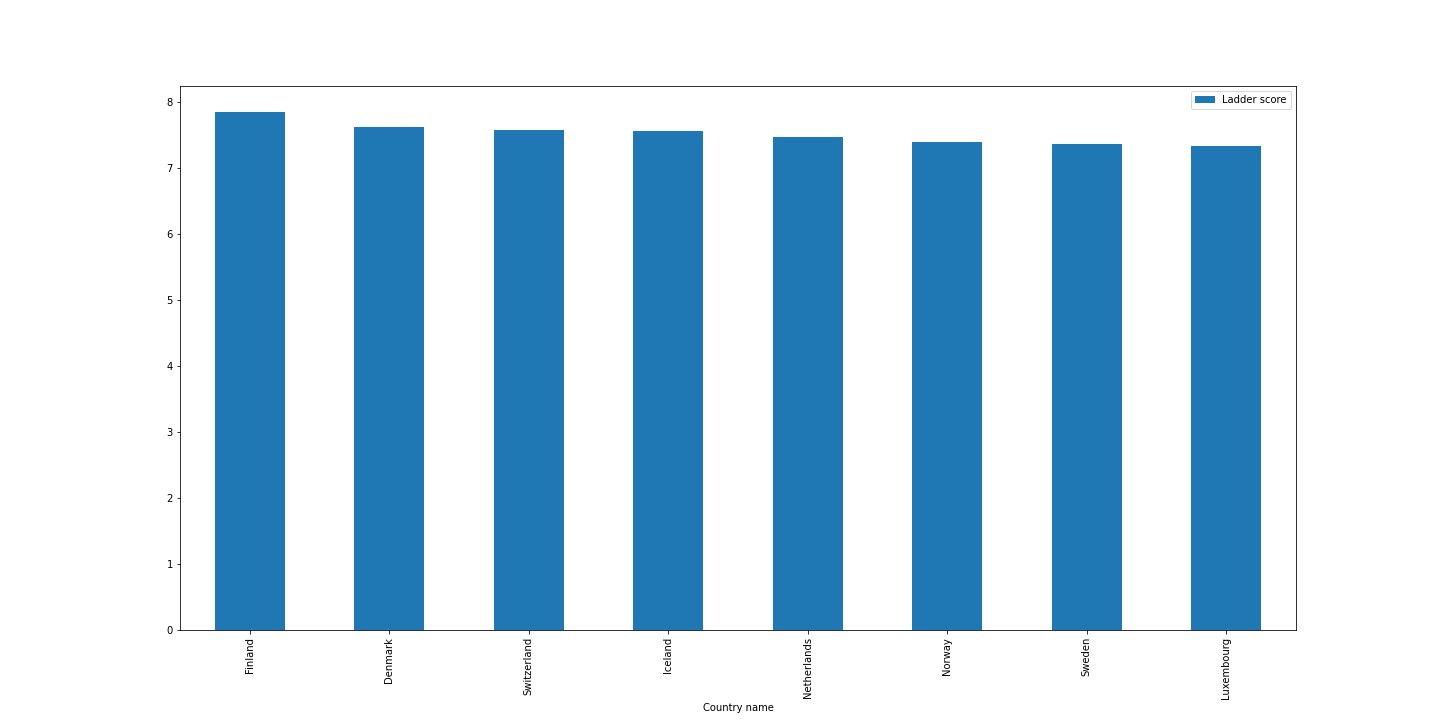 Ladder score
8
7
6
5
4
3
2
1
0
Finland
Denmark
Switzerland
Iceland
Netherlands
Norway
Sweden
Luxembourg
Country name